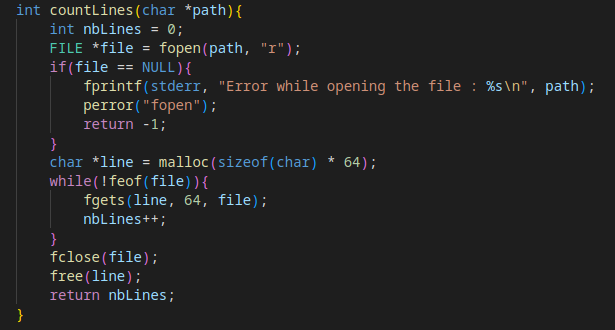 int countLines(char *path){
    int nbLines = 0;
    FILE *file = fopen(path, "r");
    if(file == NULL){
        fprintf(stderr, "Error while opening the file : %s\n", path);
        perror("fopen");
        return -1;
    }
    char *line = malloc(sizeof(char) * 64);
    while(!feof(file)){
        fgets(line, 64, file);
        nbLines++;
    }
    fclose(file);
    free(line);
    return nbLines;
}